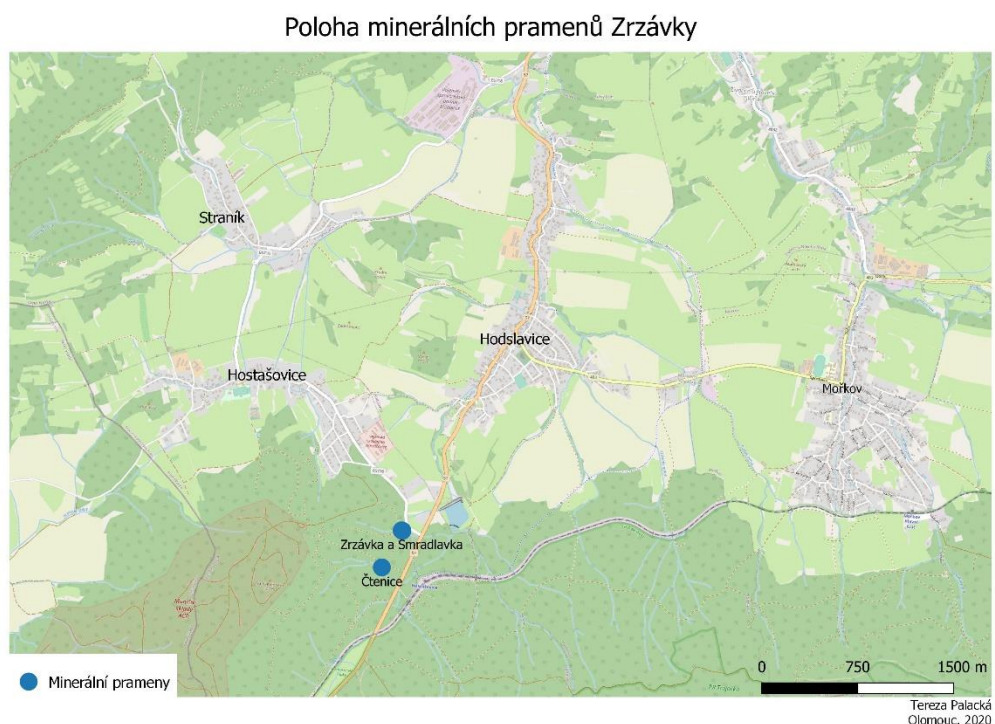 Poloha minerálních pramenů Zrzávky
Straník
Hodslavice
Hostašovice
Mořkov
Zrzávka a Smradlavka
Čtenice
Minerální prameny
0 750 1500 m
Tereza Palacká
Olomouc, 2020